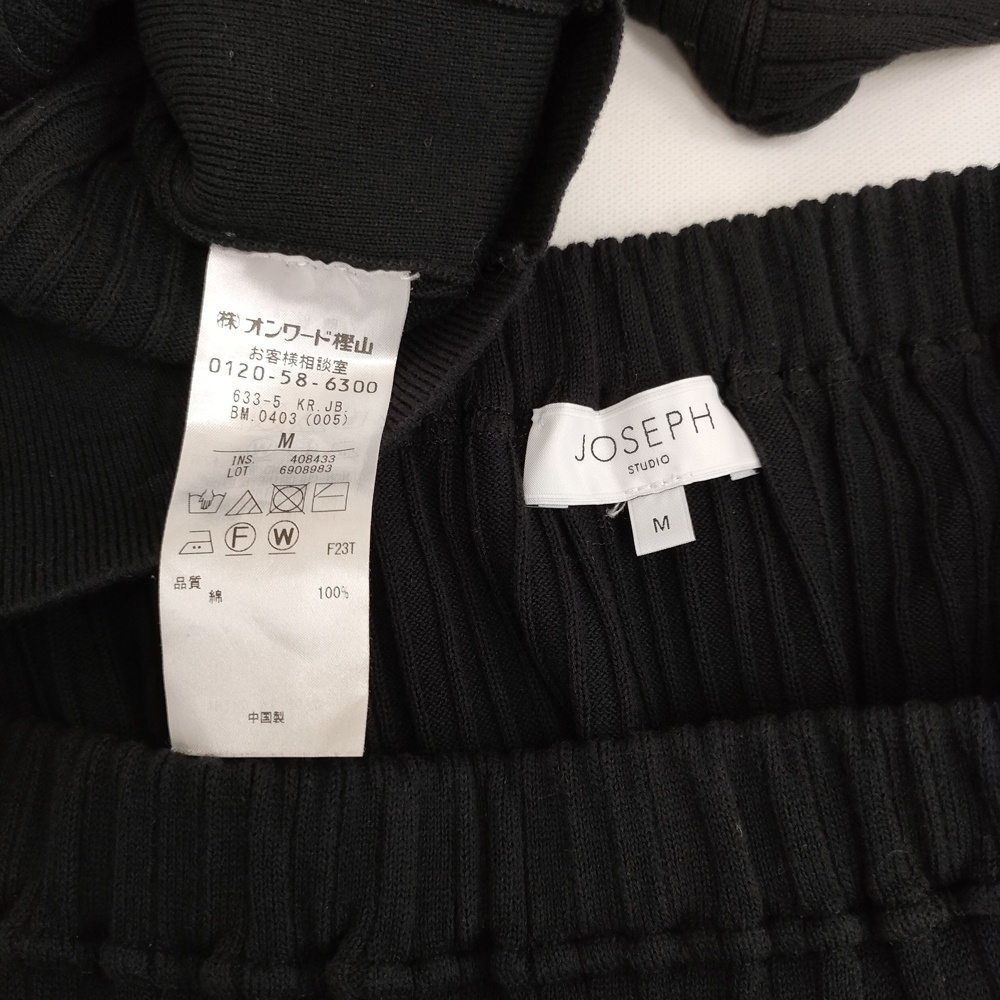 ㈱オンワード樫山
お客様相談室
0120-58-6300
633-5 KR.JB.
BM.0403 (005)
M
INS. 408433
LOT 6908983
F W F23T
品質
綿 100%
中国製
JOSEPH
STUDIO
M